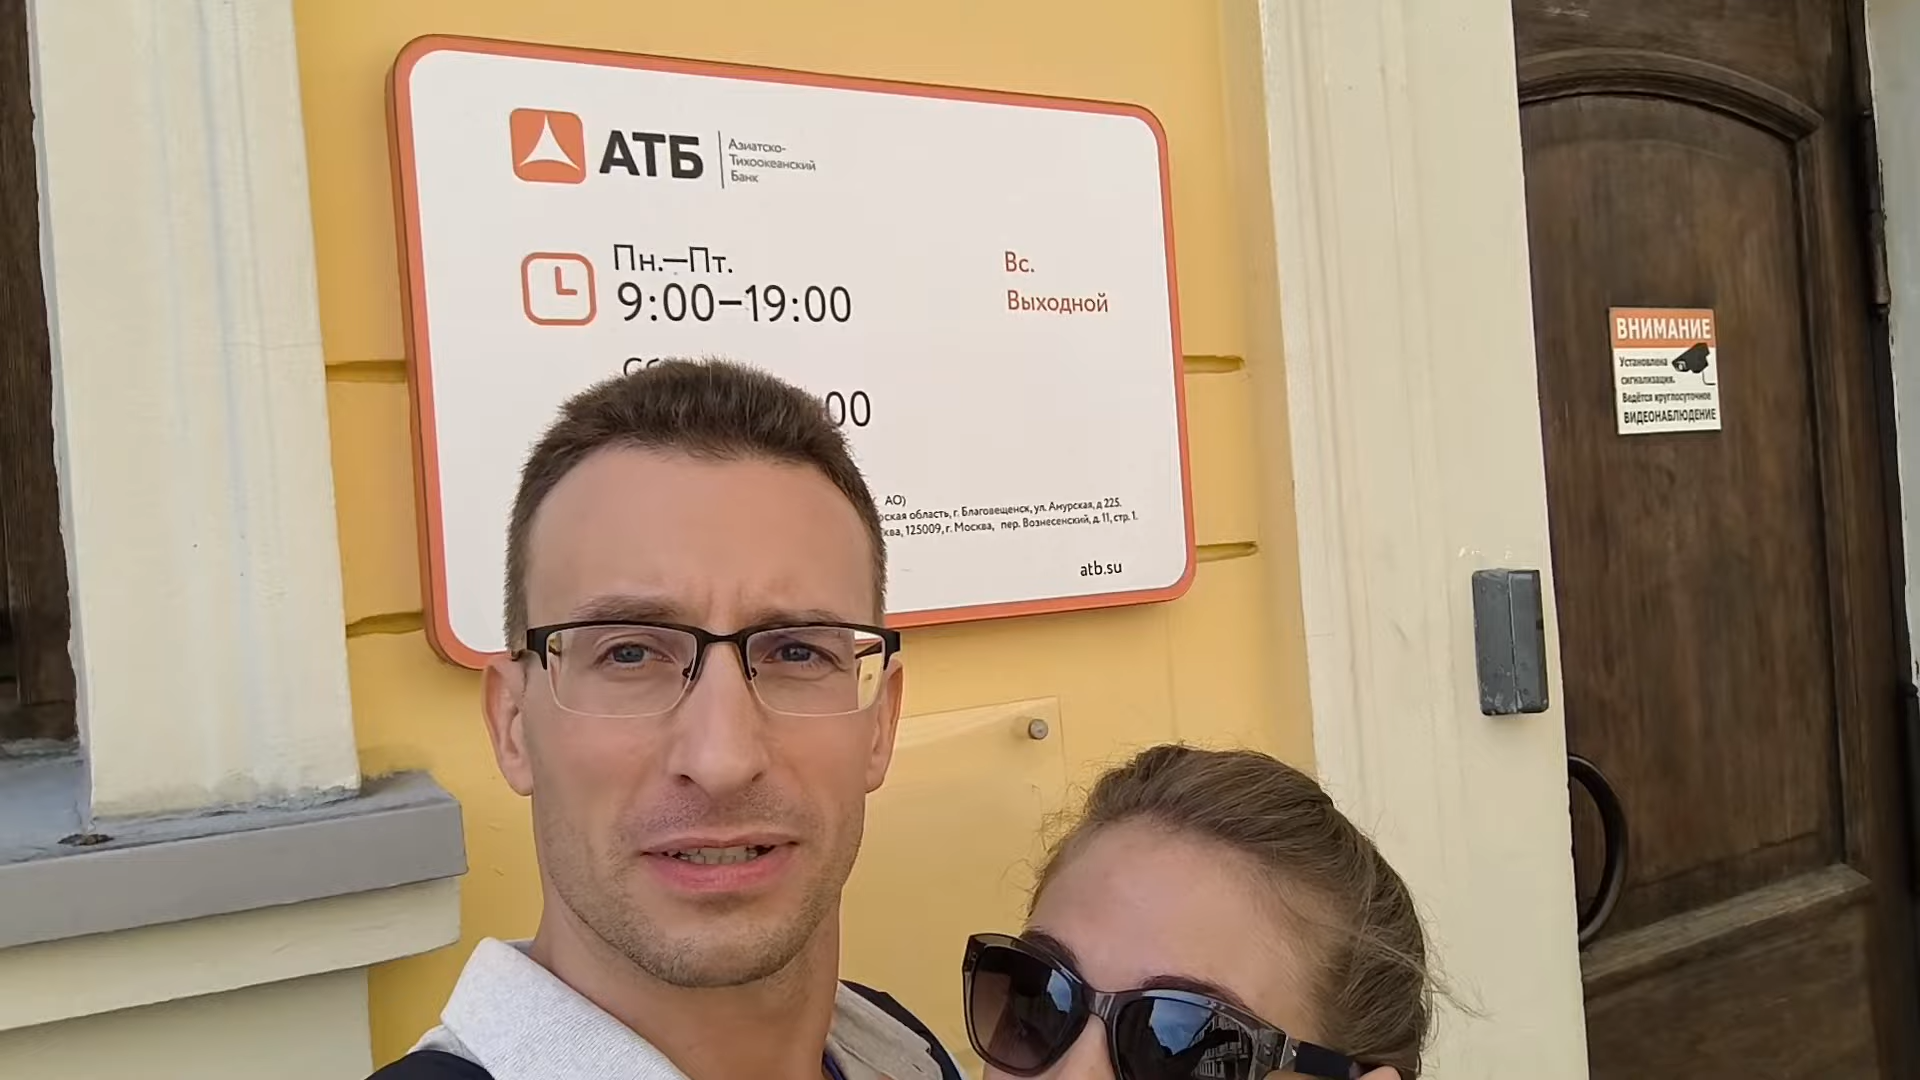 АТБ
Азиатско-
Тихоокеанский
Банк
Пн.—Пт.
9:00–19:00
Вс.
Выходной
00
АО)
ская область, г. Благовещенск, ул. Амурская, д 225.
ква, 125009, г. Москва, пер. Вознесенский, д. 11, стр. 1.
atb.su
ВНИМАНИЕ
Установлена
сигнализация.
Ведётся круглосуточное
ВИДЕОНАБЛЮДЕНИЕ